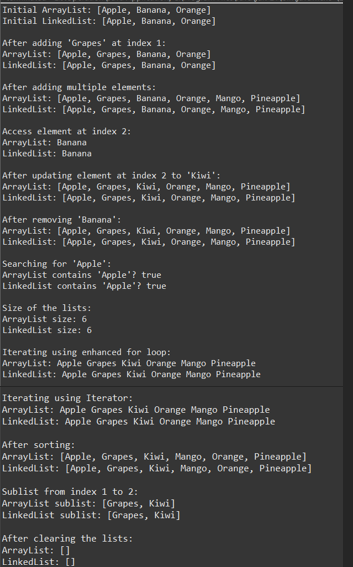 Initial ArrayList: [Apple, Banana, Orange]
Initial LinkedList: [Apple, Banana, Orange]
After adding 'Grapes' at index 1:
ArrayList: [Apple, Grapes, Banana, Orange]
LinkedList: [Apple, Grapes, Banana, Orange]
After adding multiple elements:
ArrayList: [Apple, Grapes, Banana, Orange, Mango, Pineapple]
LinkedList: [Apple, Grapes, Banana, Orange, Mango, Pineapple]
Access element at index 2:
ArrayList: Banana
LinkedList: Banana
After updating element at index 2 to 'Kiwi':
ArrayList: [Apple, Grapes, Kiwi, Orange, Mango, Pineapple]
LinkedList: [Apple, Grapes, Kiwi, Orange, Mango, Pineapple]
After removing 'Banana':
ArrayList: [Apple, Grapes, Kiwi, Orange, Mango, Pineapple]
LinkedList: [Apple, Grapes, Kiwi, Orange, Mango, Pineapple]
Searching for 'Apple':
ArrayList contains 'Apple'? true
LinkedList contains 'Apple'? true
Size of the lists:
ArrayList size: 6
LinkedList size: 6
Iterating using enhanced for loop:
ArrayList: Apple Grapes Kiwi Orange Mango Pineapple
LinkedList: Apple Grapes Kiwi Orange Mango Pineapple
Iterating using Iterator:
ArrayList: Apple Grapes Kiwi Orange Mango Pineapple
LinkedList: Apple Grapes Kiwi Orange Mango Pineapple
After sorting:
ArrayList: [Apple, Grapes, Kiwi, Mango, Orange, Pineapple]
LinkedList: [Apple, Grapes, Kiwi, Mango, Orange, Pineapple]
Sublist from index 1 to 2:
ArrayList sublist: [Grapes, Kiwi]
LinkedList sublist: [Grapes, Kiwi]
After clearing the lists:
ArrayList: []
LinkedList: []